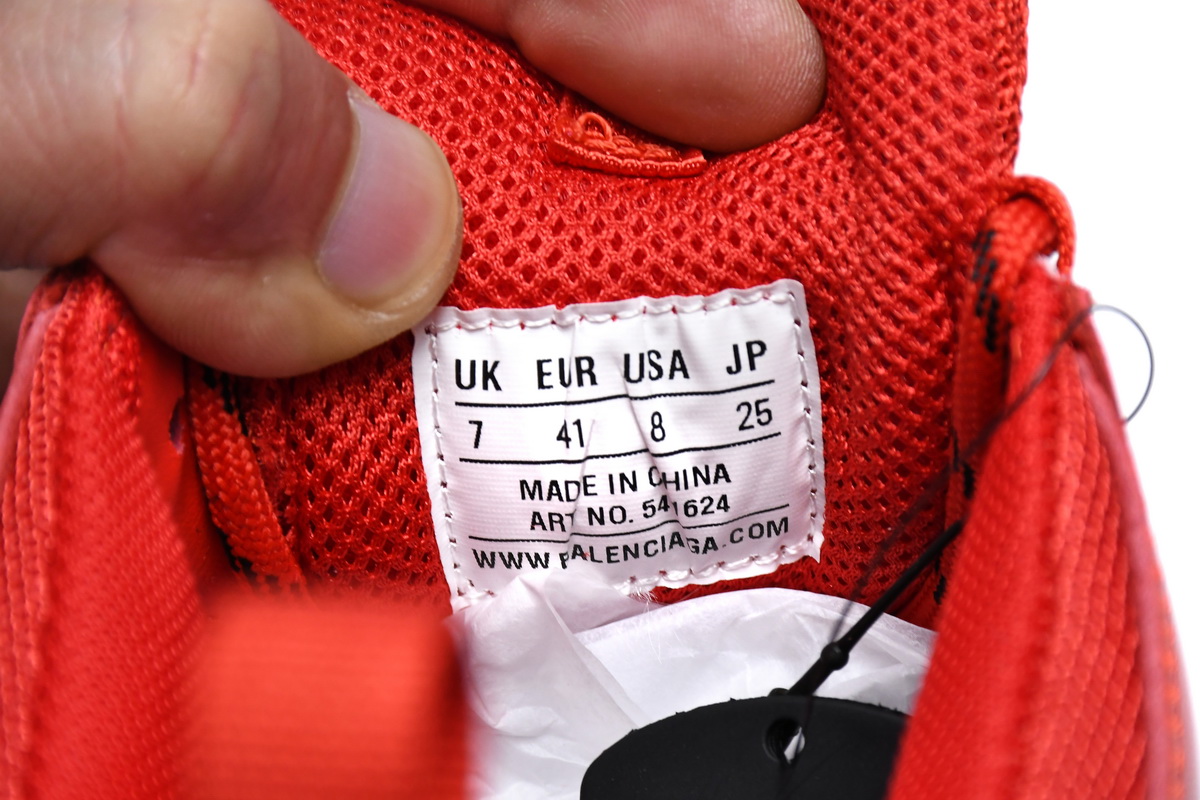 UK EUR USA JP
7 41 8 25
MADE IN CHINA
ART NO. 541624
WWW.BALENCIAGA.COM